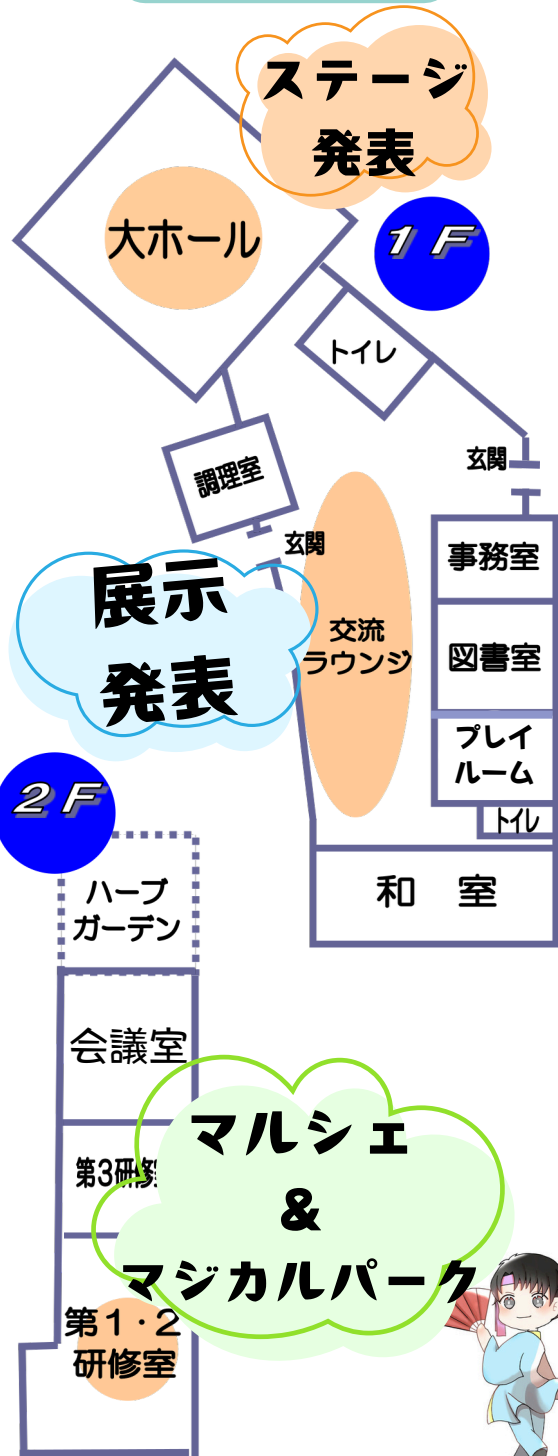 ステージ
発表
大ホール
1F
トイレ
玄関
調理室
玄関
事務室
展示
発表
交流
ラウンジ
図書室
プレイ
ルーム
トイレ
2F
和室
ハーブ
ガーデン
会議室
マルシェ
&
マジカルパーク
第3研修
第1・2
研修室